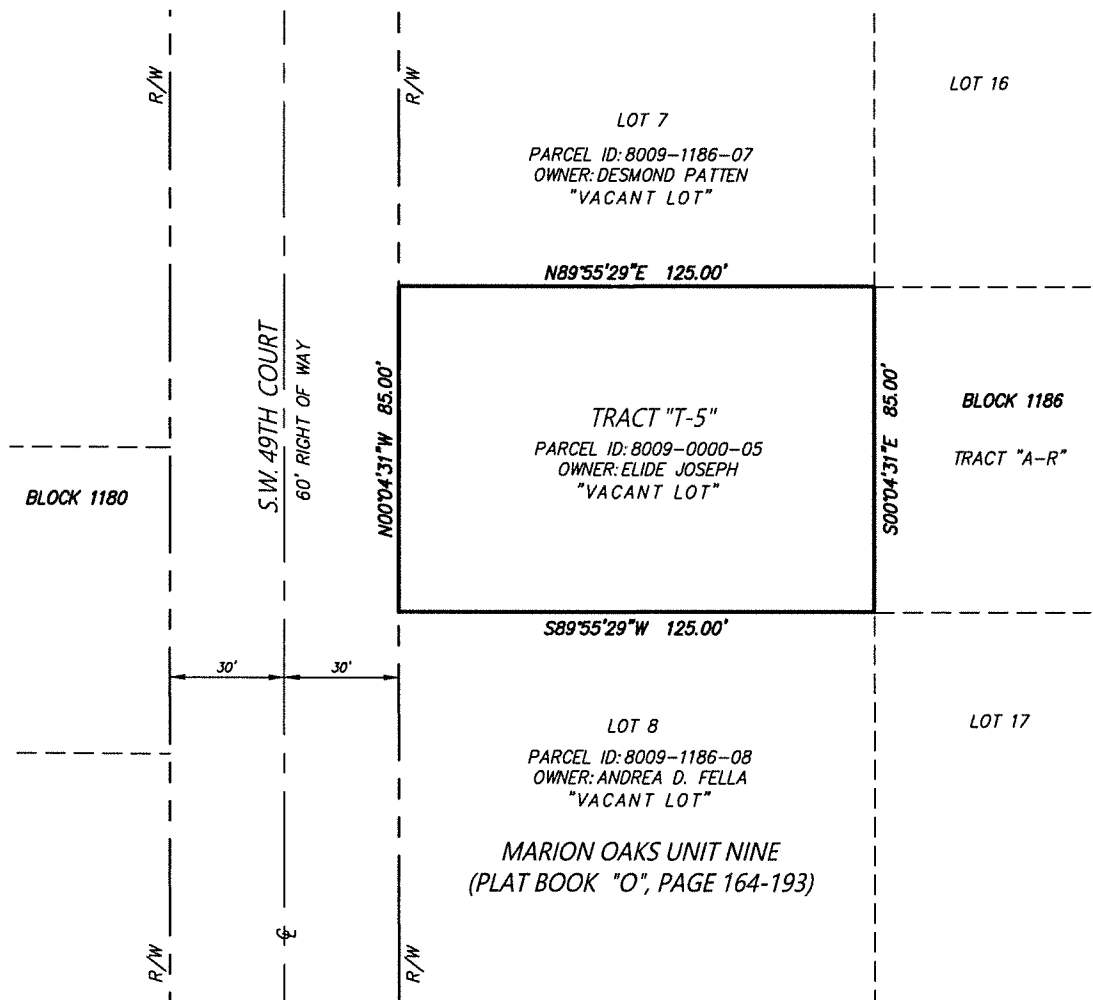 R/W
R/W
LOT 16
LOT 7
PARCEL ID: 8009-1186-07
OWNER: DESMOND PATTEN
"VACANT LOT"
N89°55'29"E 125.00'
S.W. 49TH COURT
60' RIGHT OF WAY
N00°04'31"W 85.00'
TRACT "T-5"
PARCEL ID: 8009-0000-05
OWNER: ELIDE JOSEPH
"VACANT LOT"
S00°04'31"E 85.00'
BLOCK 1186
TRACT "A-R"
BLOCK 1180
S89°55'29"W 125.00'
30'
30'
LOT 8
PARCEL ID: 8009-1186-08
OWNER: ANDREA D. FELLA
"VACANT LOT"
LOT 17
MARION OAKS UNIT NINE
(PLAT BOOK "O", PAGE 164-193)
R/W
℄
R/W